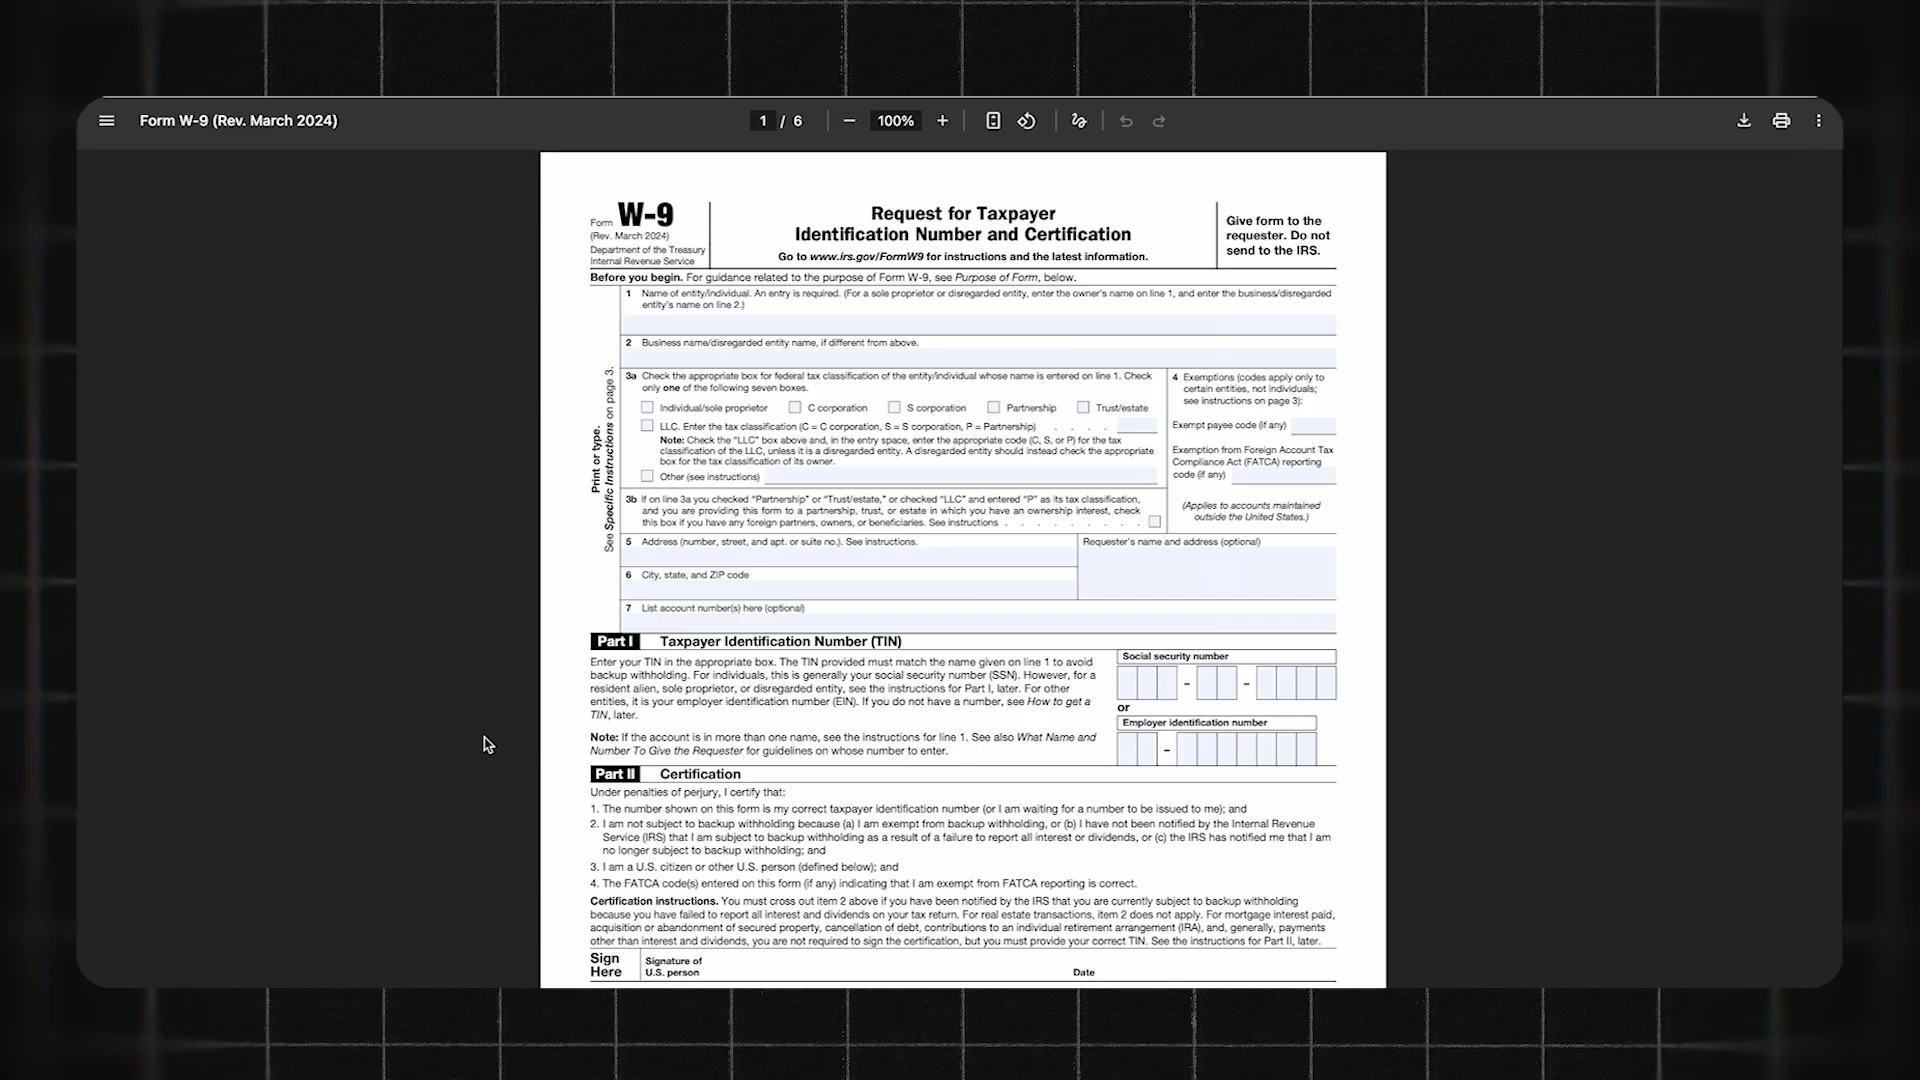 Form W-9 (Rev. March 2024)
1 / 6
100%
Form W-9
(Rev. March 2024)
Department of the Treasury
Internal Revenue Service
Request for Taxpayer
Identification Number and Certification
Go to www.irs.gov/FormW9 for instructions and the latest information.
Give form to the
requester. Do not
send to the IRS.
Before you begin. For guidance related to the purpose of Form W-9, see Purpose of Form, below.
Print or type.
See Specific Instructions on page 3.
1 Name of entity/individual. An entry is required. (For a sole proprietor or disregarded entity, enter the owner's name on line 1, and enter the business/disregarded
entity's name on line 2.)
2 Business name/disregarded entity name, if different from above.
3a Check the appropriate box for federal tax classification of the entity/individual whose name is entered on line 1. Check
only one of the following seven boxes.
Individual/sole proprietor C corporation S corporation Partnership Trust/estate
LLC. Enter the tax classification (C = C corporation, S = S corporation, P = Partnership) . . . .
Note: Check the "LLC" box above and, in the entry space, enter the appropriate code (C, S, or P) for the tax
classification of the LLC, unless it is a disregarded entity. A disregarded entity should instead check the appropriate
box for the tax classification of its owner.
Other (see instructions)
3b If on line 3a you checked "Partnership" or "Trust/estate," or checked "LLC" and entered "P" as its tax classification,
and you are providing this form to a partnership, trust, or estate in which you have an ownership interest, check
this box if you have any foreign partners, owners, or beneficiaries. See instructions . . . . . . . . .
4 Exemptions (codes apply only to
certain entities, not individuals;
see instructions on page 3):
Exempt payee code (if any)
Exemption from Foreign Account Tax
Compliance Act (FATCA) reporting
code (if any)
(Applies to accounts maintained
outside the United States.)
5 Address (number, street, and apt. or suite no.). See instructions.
Requester's name and address (optional)
6 City, state, and ZIP code
7 List account number(s) here (optional)
Part I Taxpayer Identification Number (TIN)
Enter your TIN in the appropriate box. The TIN provided must match the name given on line 1 to avoid
backup withholding. For individuals, this is generally your social security number (SSN). However, for a
resident alien, sole proprietor, or disregarded entity, see the instructions for Part I, later. For other
entities, it is your employer identification number (EIN). If you do not have a number, see How to get a
TIN, later.
Note: If the account is in more than one name, see the instructions for line 1. See also What Name and
Number To Give the Requester for guidelines on whose number to enter.
Social security number
– –
or
Employer identification number
–
Part II Certification
Under penalties of perjury, I certify that:
1. The number shown on this form is my correct taxpayer identification number (or I am waiting for a number to be issued to me); and
2. I am not subject to backup withholding because (a) I am exempt from backup withholding, or (b) I have not been notified by the Internal Revenue
Service (IRS) that I am subject to backup withholding as a result of a failure to report all interest or dividends, or (c) the IRS has notified me that I am
no longer subject to backup withholding; and
3. I am a U.S. citizen or other U.S. person (defined below); and
4. The FATCA code(s) entered on this form (if any) indicating that I am exempt from FATCA reporting is correct.
Certification instructions. You must cross out item 2 above if you have been notified by the IRS that you are currently subject to backup withholding
because you have failed to report all interest and dividends on your tax return. For real estate transactions, item 2 does not apply. For mortgage interest paid,
acquisition or abandonment of secured property, cancellation of debt, contributions to an individual retirement arrangement (IRA), and, generally, payments
other than interest and dividends, you are not required to sign the certification, but you must provide your correct TIN. See the instructions for Part II, later.
Sign
Here
Signature of
U.S. person
Date